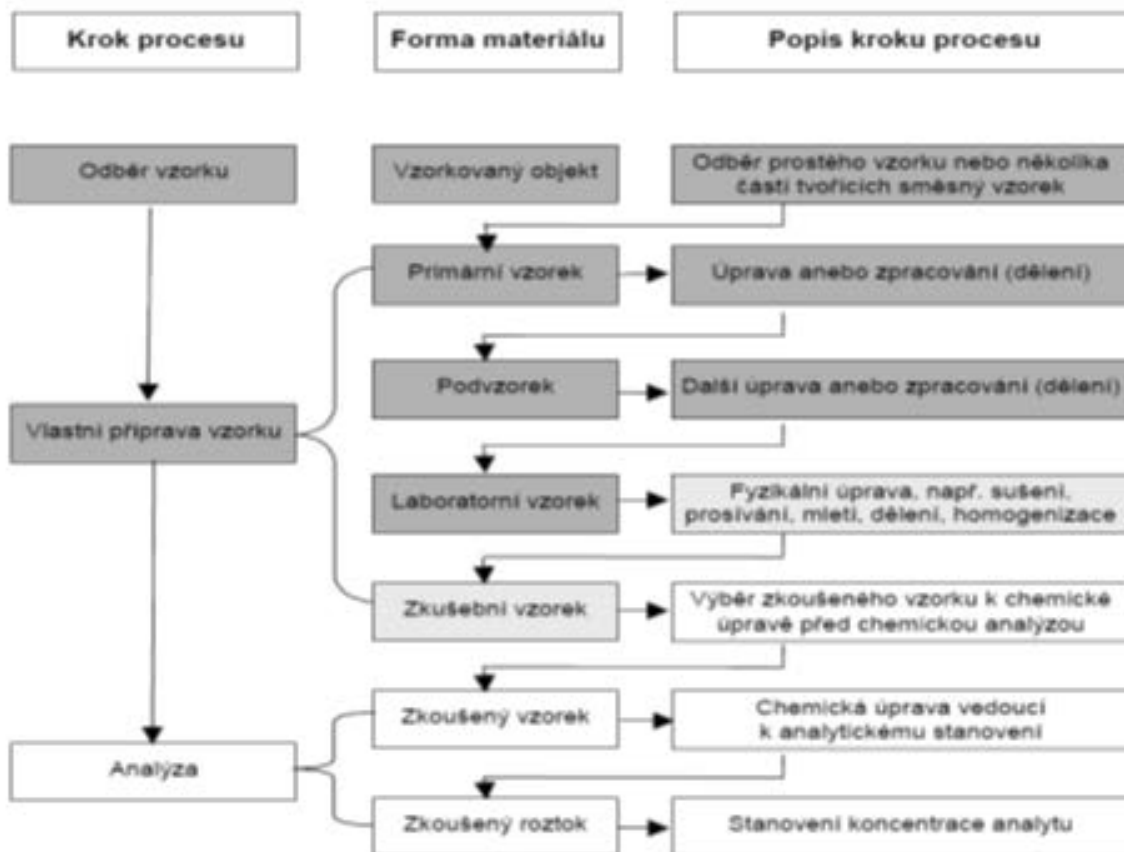 Krok procesu
Forma materiálu
Popis kroku procesu
Odběr vzorku
Vzorkovaný objekt
Odběr prostého vzorku nebo několika
částí tvořících směsný vzorek
Primární vzorek
Úprava anebo zpracování (dělení)
Podvzorek
Další úprava anebo zpracování (dělení)
Vlastní příprava vzorku
Laboratorní vzorek
Fyzikální úprava, např. sušení,
prosívání, mletí, dělení, homogenizace
Zkušební vzorek
Výběr zkoušeného vzorku k chemické
úpravě před chemickou analýzou
Zkoušený vzorek
Chemická úprava vedoucí
k analytickému stanovení
Analýza
Zkoušený roztok
Stanovení koncentrace analytu